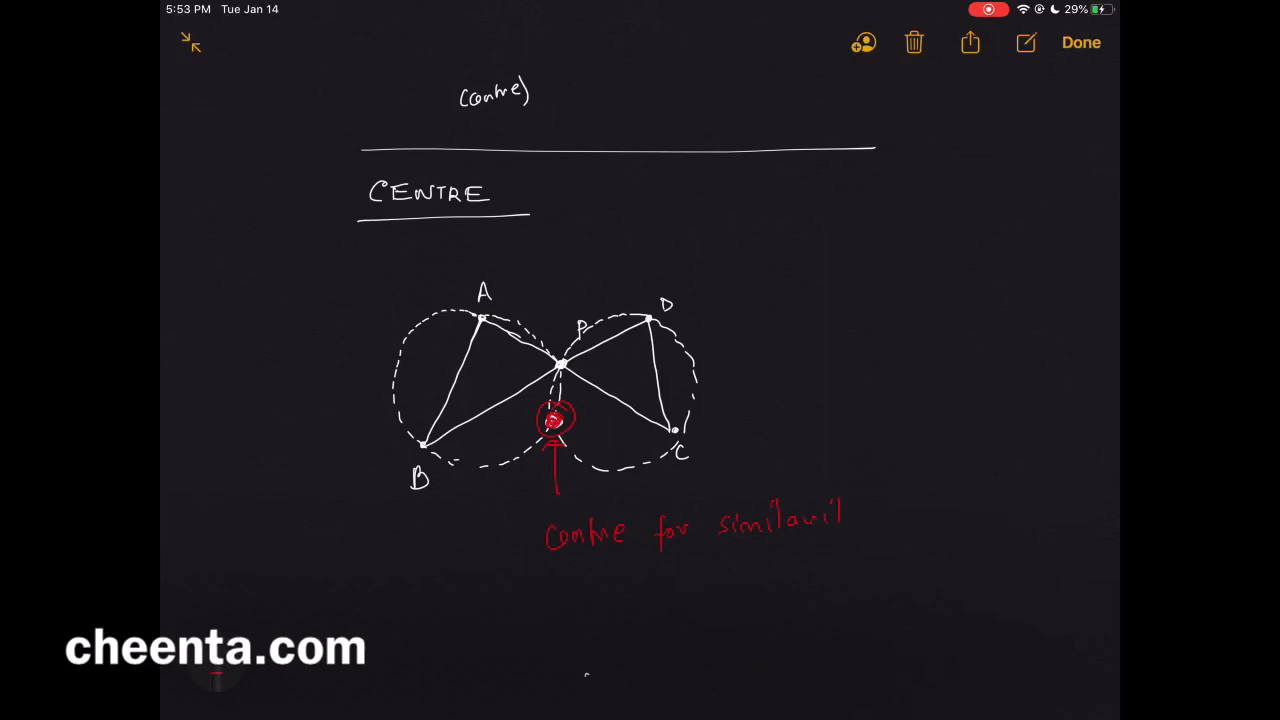 5:53 PM Tue Jan 14
29%
Done
(centre)
CENTRE
A
D
P
C
B
centre for similarit
cheenta.com